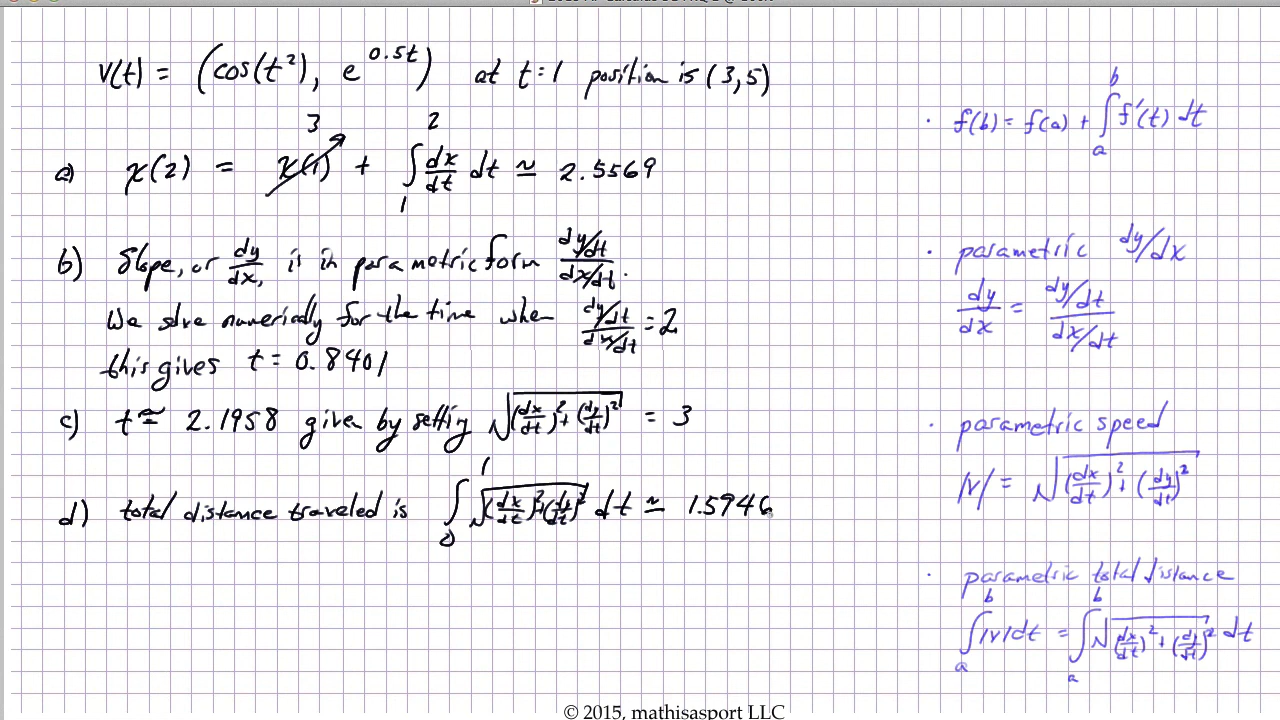 v(t) = (cos(t²), e^0.5t) at t=1 position is (3,5)
a) x(2) = x(1) 3 + ∫₁² dx/dt dt ≃ 2.5569
b) Slope, or dy/dx, is in parametric form (dy/dt)/(dx/dt).
We solve numerically for the time when (dy/dt)/(dx/dt) = 2
this gives t = 0.8401
c) t ≃ 2.1958 given by setting √((dx/dt)² + (dy/dt)²) = 3
d) total distance traveled is ∫₀¹ √((dx/dt)² + (dy/dt)²) dt ≃ 1.5946
· f(b) = f(a) + ∫ₐᵇ f'(t) dt
· parametric dy/dx
dy/dx = (dy/dt)/(dx/dt)
· parametric speed
|v| = √((dx/dt)² + (dy/dt)²)
· parametric total distance
∫ₐᵇ |v| dt = ∫ₐᵇ √((dx/dt)² + (dy/dt)²) dt
© 2015, mathisasport LLC